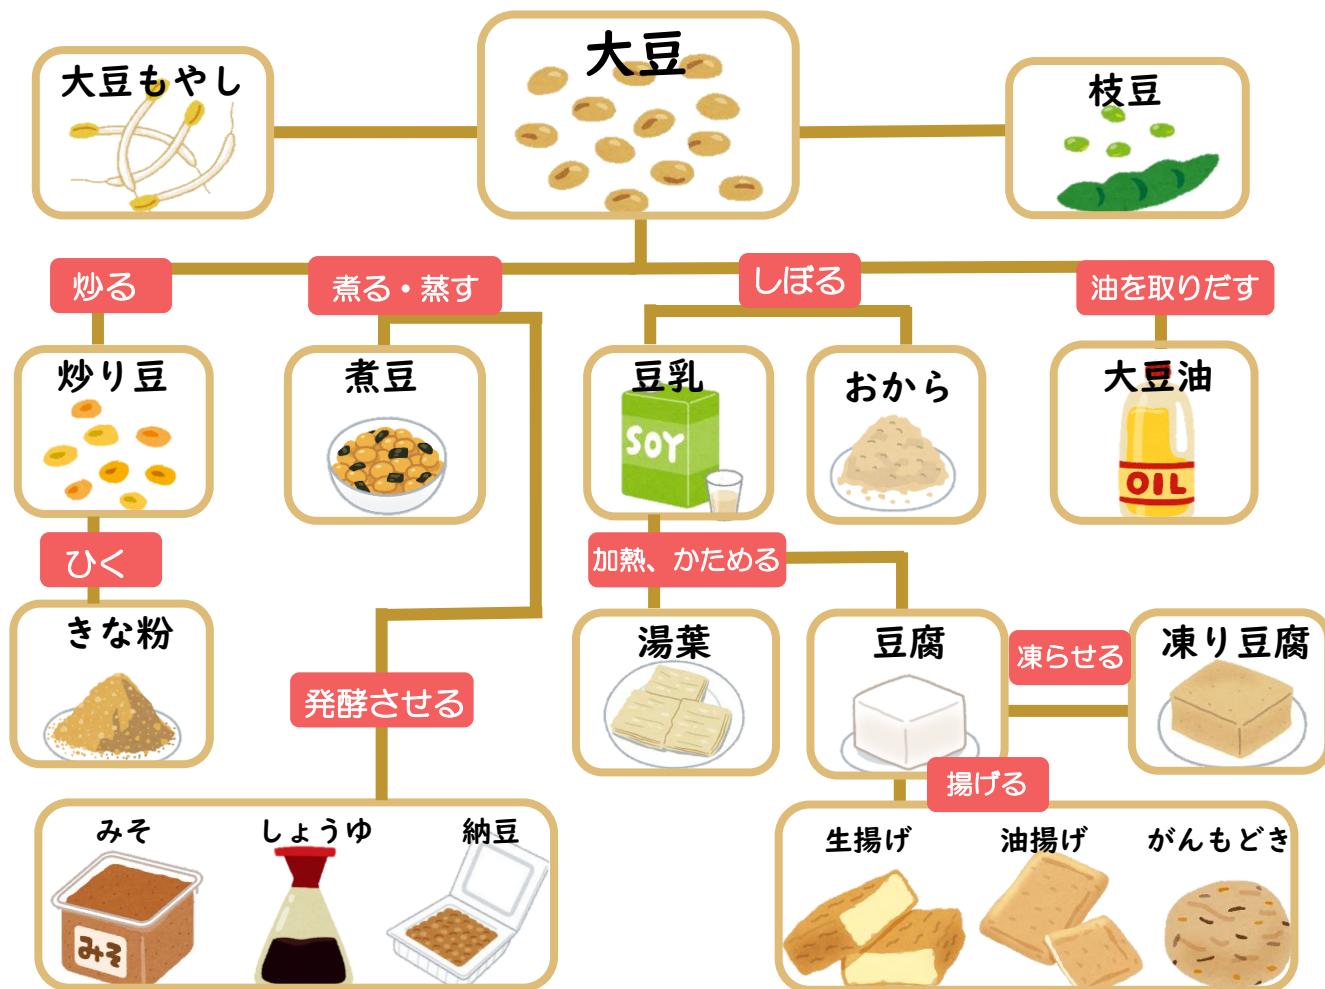 大豆
大豆もやし
枝豆
炒る
煮る・蒸す
しぼる
油を取りだす
炒り豆
煮豆
豆乳
SOY
おから
大豆油
OIL
ひく
加熱、かためる
きな粉
湯葉
豆腐
凍らせる
凍り豆腐
発酵させる
揚げる
みそ
みそ
しょうゆ
納豆
生揚げ
油揚げ
がんもどき